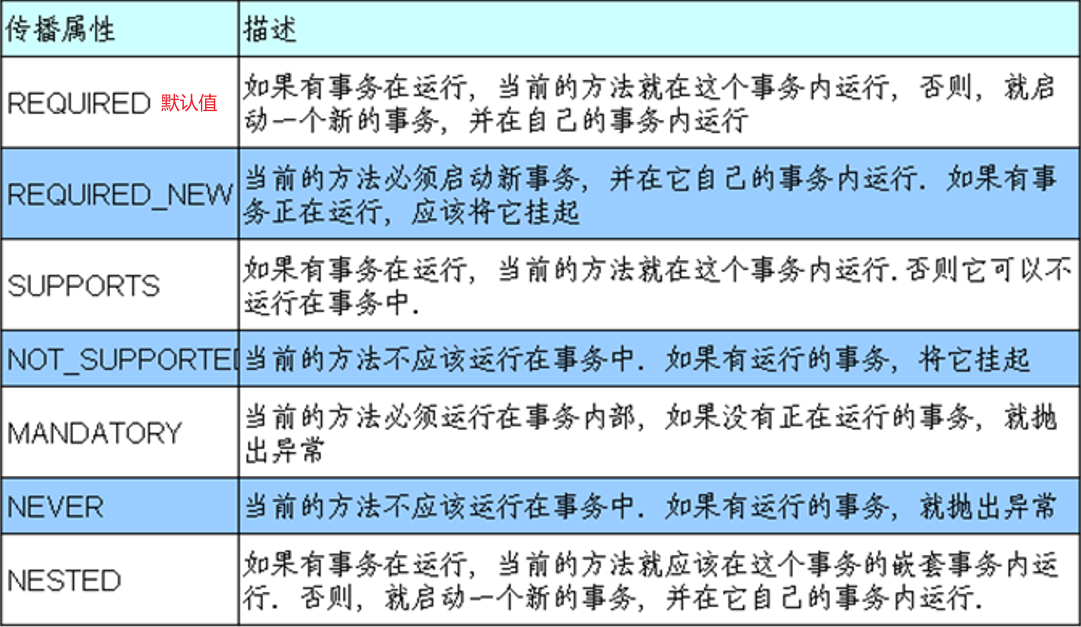 传播属性 描述
REQUIRED 默认值 如果有事务在运行，当前的方法就在这个事务内运行，否则，就启
动一个新的事务，并在自己的事务内运行
REQUIRED_NEW 当前的方法必须启动新事务，并在它自己的事务内运行. 如果有事
务正在运行，应该将它挂起
SUPPORTS 如果有事务在运行，当前的方法就在这个事务内运行.否则它可以不
运行在事务中.
NOT_SUPPORTED 当前的方法不应该运行在事务中. 如果有运行的事务，将它挂起
MANDATORY 当前的方法必须运行在事务内部，如果没有正在运行的事务，就抛
出异常
NEVER 当前的方法不应该运行在事务中. 如果有运行的事务，就抛出异常
NESTED 如果有事务在运行，当前的方法就应该在这个事务的嵌套事务内运
行. 否则，就启动一个新的事务，并在它自己的事务内运行.